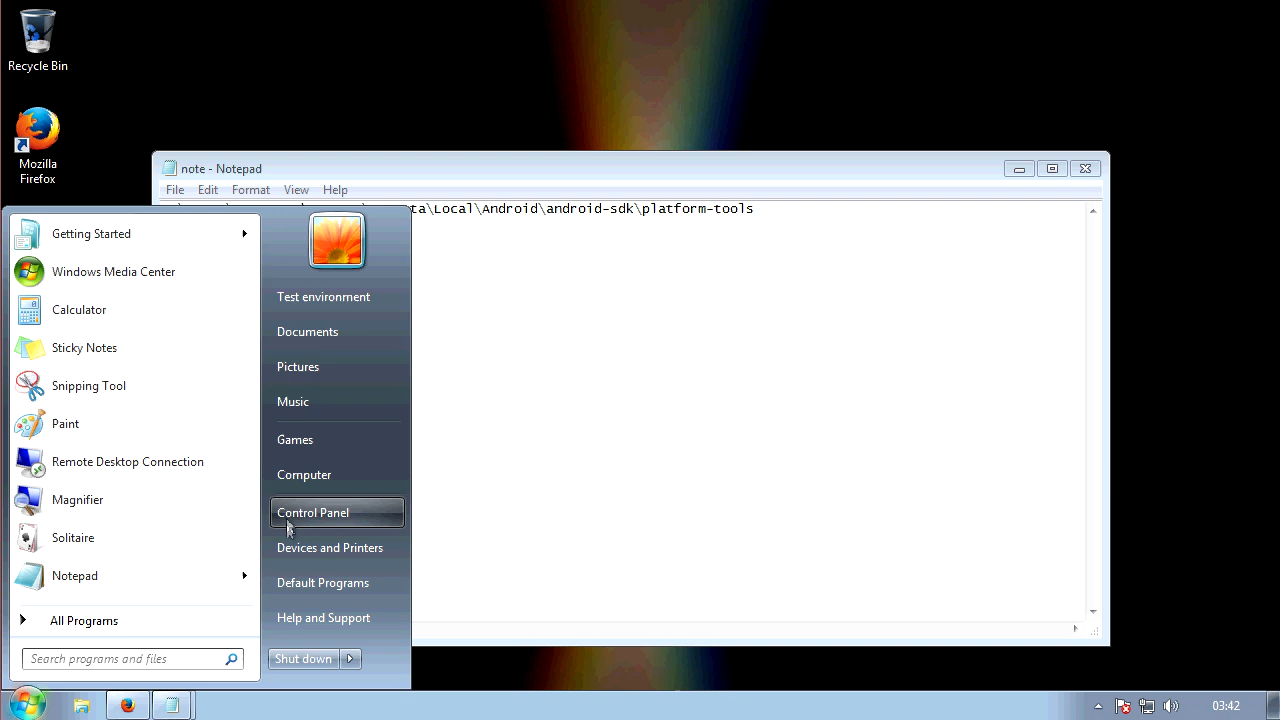 Recycle Bin
Mozilla
Firefox
note - Notepad
File Edit Format View Help
ta\Local\Android\android-sdk\platform-tools
Getting Started
Windows Media Center
Calculator
Sticky Notes
Snipping Tool
Paint
Remote Desktop Connection
Magnifier
Solitaire
Notepad
All Programs
Search programs and files
Test environment
Documents
Pictures
Music
Games
Computer
Control Panel
Devices and Printers
Default Programs
Help and Support
Shut down
03:42